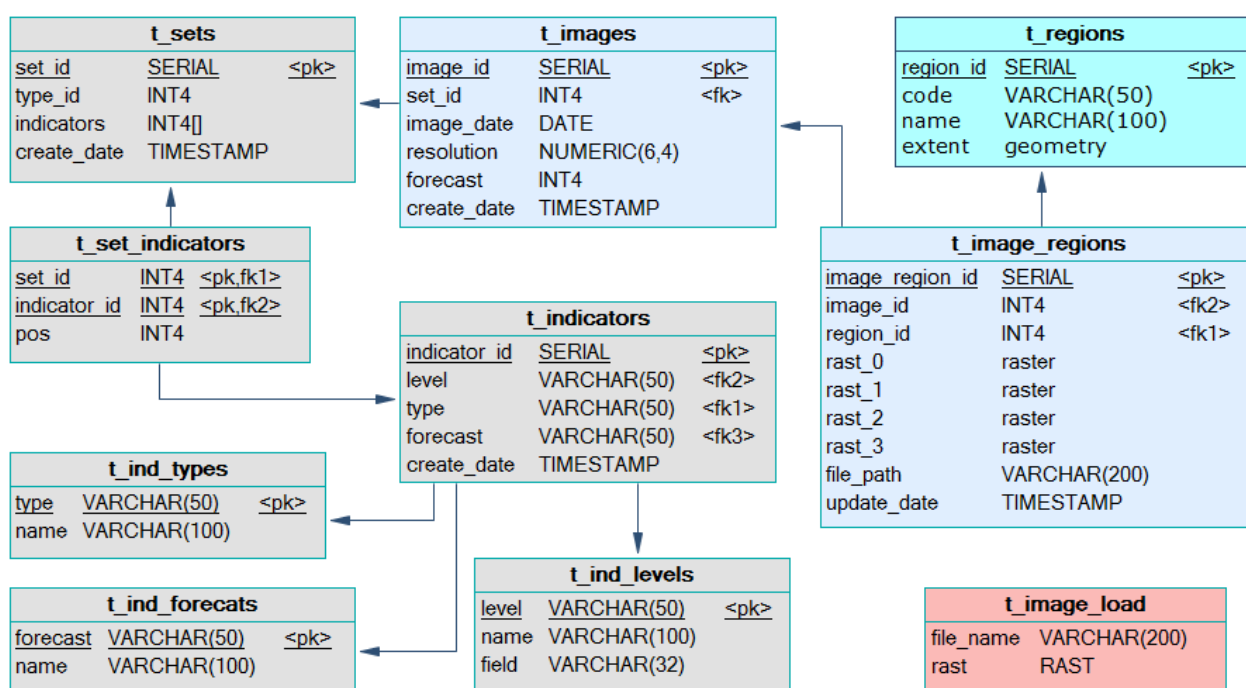 t_sets
set_id SERIAL <pk>
type_id INT4
indicators INT4[]
create_date TIMESTAMP
t_images
image_id SERIAL <pk>
set_id INT4 <fk>
image_date DATE
resolution NUMERIC(6,4)
forecast INT4
create_date TIMESTAMP
t_regions
region_id SERIAL <pk>
code VARCHAR(50)
name VARCHAR(100)
extent geometry
t_set_indicators
set_id INT4 <pk,fk1>
indicator_id INT4 <pk,fk2>
pos INT4
t_indicators
indicator_id SERIAL <pk>
level VARCHAR(50) <fk2>
type VARCHAR(50) <fk1>
forecast VARCHAR(50) <fk3>
create_date TIMESTAMP
t_image_regions
image_region_id SERIAL <pk>
image_id INT4 <fk2>
region_id INT4 <fk1>
rast_0 raster
rast_1 raster
rast_2 raster
rast_3 raster
file_path VARCHAR(200)
update_date TIMESTAMP
t_ind_types
type VARCHAR(50) <pk>
name VARCHAR(100)
t_ind_forecats
forecast VARCHAR(50) <pk>
name VARCHAR(100)
t_ind_levels
level VARCHAR(50) <pk>
name VARCHAR(100)
field VARCHAR(32)
t_image_load
file_name VARCHAR(200)
rast RAST